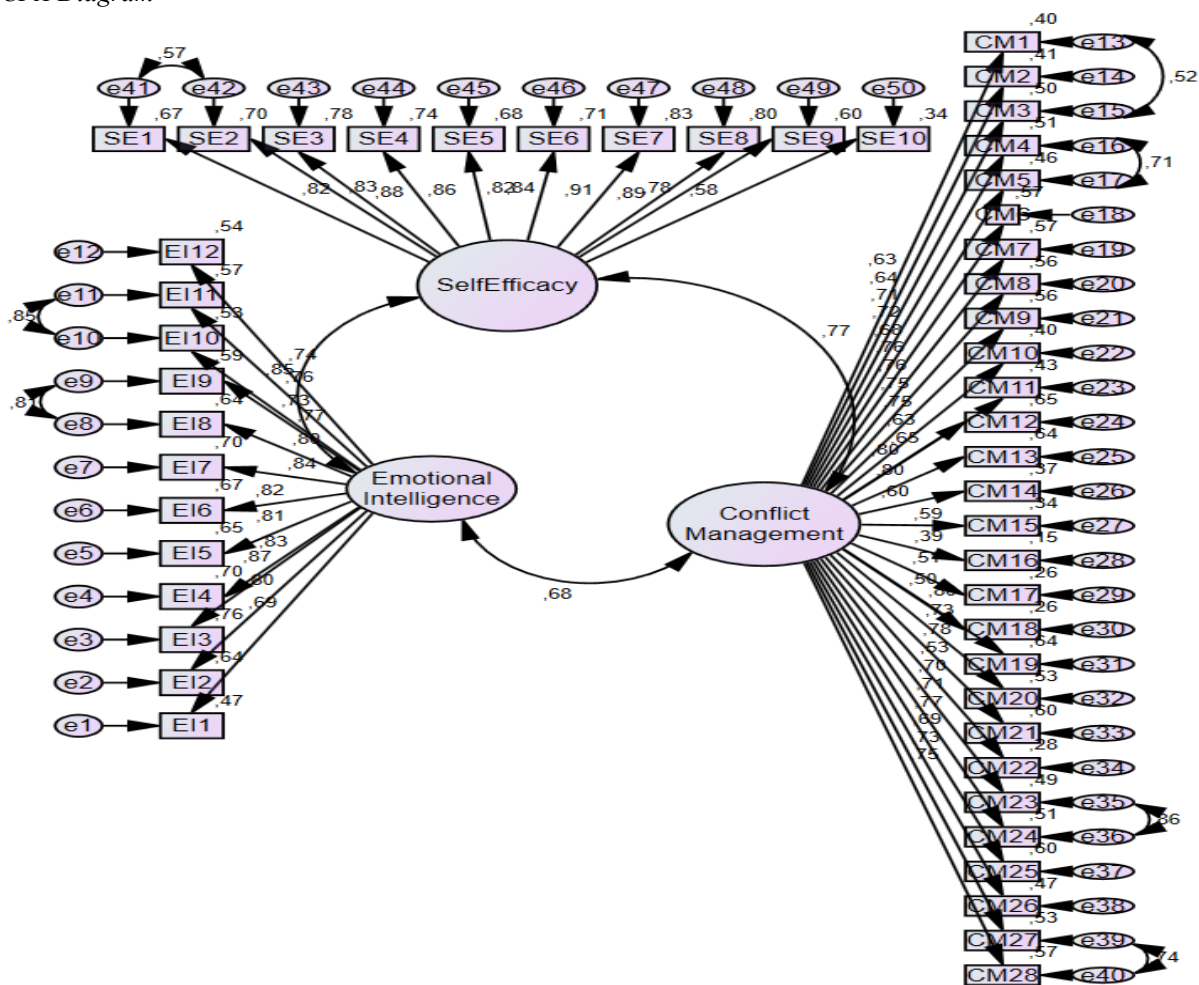 ,57
e41 e42 e43 e44 e45 e46 e47 e48 e49 e50
,67 ,70 ,78 ,74 ,68 ,71 ,83 ,80 ,60 ,34
SE1 SE2 SE3 SE4 SE5 SE6 SE7 SE8 SE9 SE10
,82 ,83 ,88 ,86 ,82 ,84 ,91 ,89 ,78 ,58
SelfEfficacy
,54
e12 EI12
,57
e11 EI11
,85
,53
e10 EI10
,59
e9 EI9
,81
,64
e8 EI8
,70
e7 EI7
,67
e6 EI6
,65
e5 EI5
,70
e4 EI4
,76
e3 EI3
,64
e2 EI2
,47
e1 EI1
,74
,85
,76
,73
,77
,80
,84
,82
,81
,83
,87
,80
,69
Emotional
Intelligence
,77
,68
Conflict
Management
,63
,64
,71
,72
,68
,76
,76
,75
,75
,63
,65
,80
,80
,60
,59
,39
,51
,50
,80
,73
,78
,53
,70
,71
,77
,69
,73
,75
,40
CM1 e13
,41
CM2 e14
,52
,50
CM3 e15
,51
CM4 e16
,71
,46
CM5 e17
,57
CM6 e18
,57
CM7 e19
,56
CM8 e20
,56
CM9 e21
,40
CM10 e22
,43
CM11 e23
,65
CM12 e24
,64
CM13 e25
,37
CM14 e26
,34
CM15 e27
,15
CM16 e28
,26
CM17 e29
,26
CM18 e30
,64
CM19 e31
,53
CM20 e32
,60
CM21 e33
,28
CM22 e34
,49
CM23 e35
,51
CM24 e36
,60
CM25 e37
,47
CM26 e38
,53
CM27 e39
,74
,57
CM28 e40